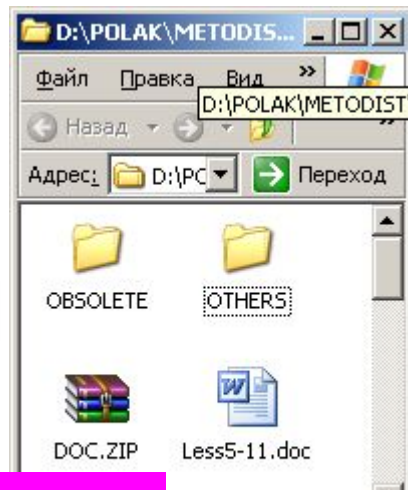 D:\POLAK\METODIS...
Файл Правка Вид »
D:\POLAK\METODIST
Назад »
Адрес: D:\PC Переход
OBSOLETE OTHERS
DOC.ZIP Less5-11.doc